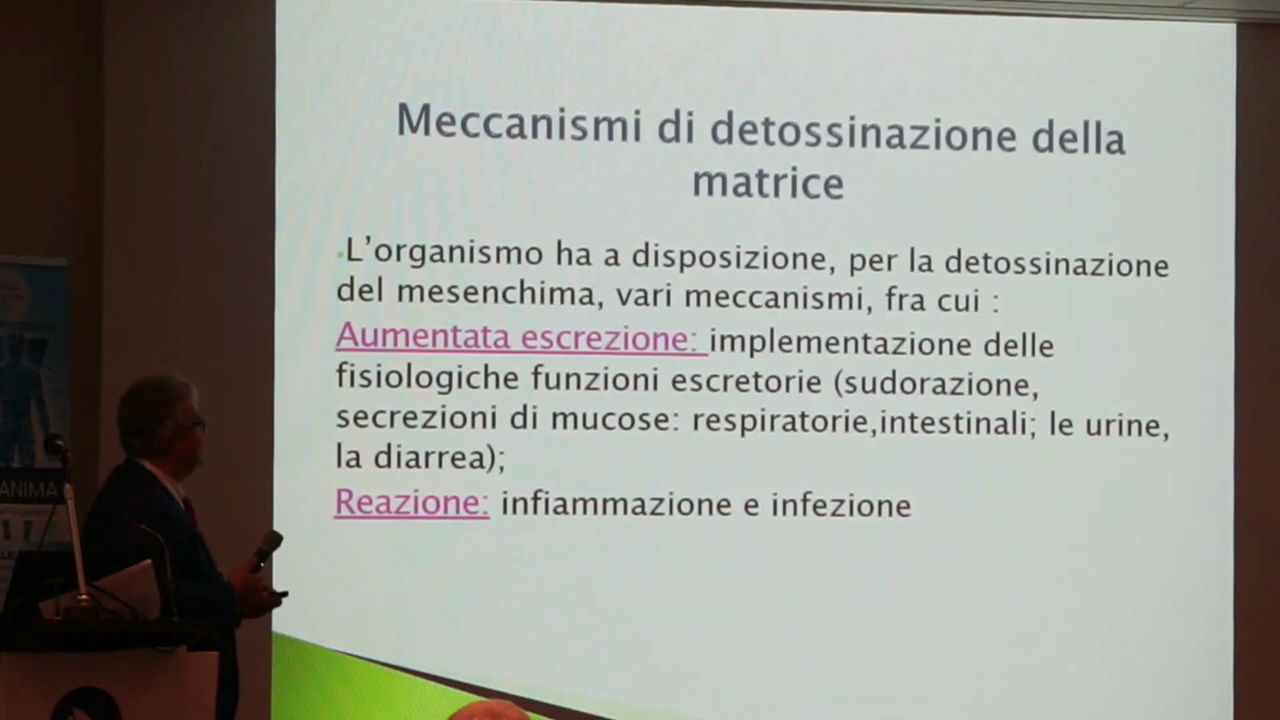 Meccanismi di detossinazione della
matrice
•L’organismo ha a disposizione, per la detossinazione
del mesenchima, vari meccanismi, fra cui :
Aumentata escrezione: implementazione delle
fisiologiche funzioni escretorie (sudorazione,
secrezioni di mucose: respiratorie,intestinali; le urine,
la diarrea);
Reazione: infiammazione e infezione
ANIMA